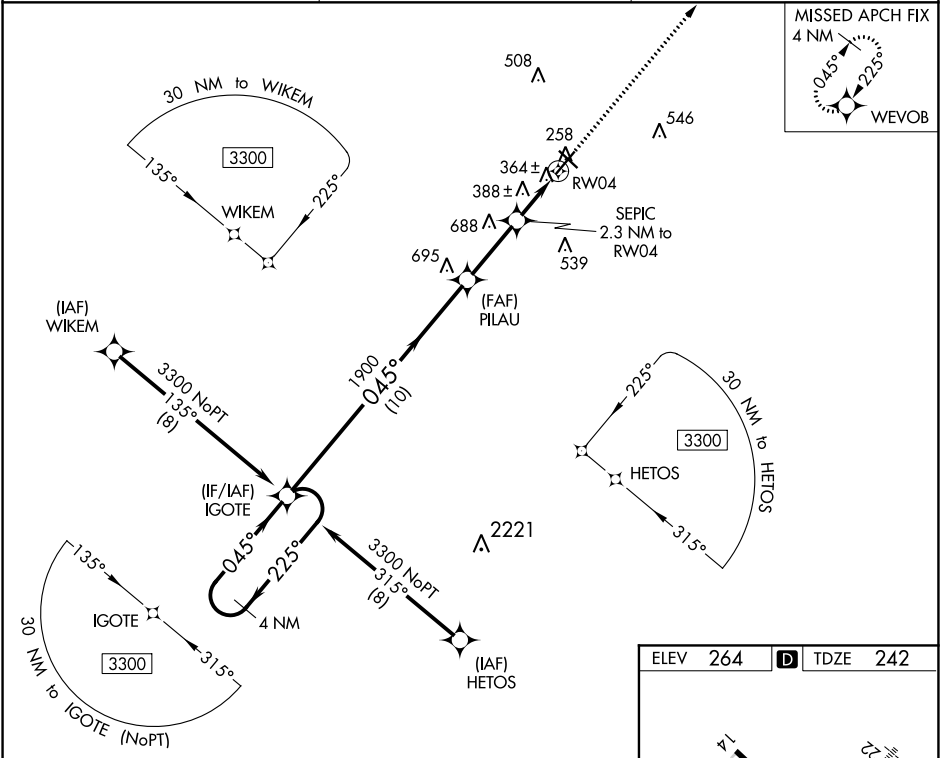 MISSED APCH FIX
4 NM
045°
225°
WEVOB
508
546
258
364±
RW04
388±
SEPIC
2.3 NM to
RW04
688
539
695
(FAF)
PILAU
30 NM to WIKEM
3300
135°
225°
WIKEM
(IAF)
WIKEM
3300 NoPT
135°
(8)
1900
045°
(10)
(IF/IAF)
IGOTE
045°
225°
4 NM
225°
30 NM to HETOS
3300
HETOS
315°
2221
3300 NoPT
315°
(8)
(IAF)
HETOS
135°
IGOTE
3300
315°
30 NM to IGOTE (NoPT)
ELEV 264 D TDZE 242
14
22